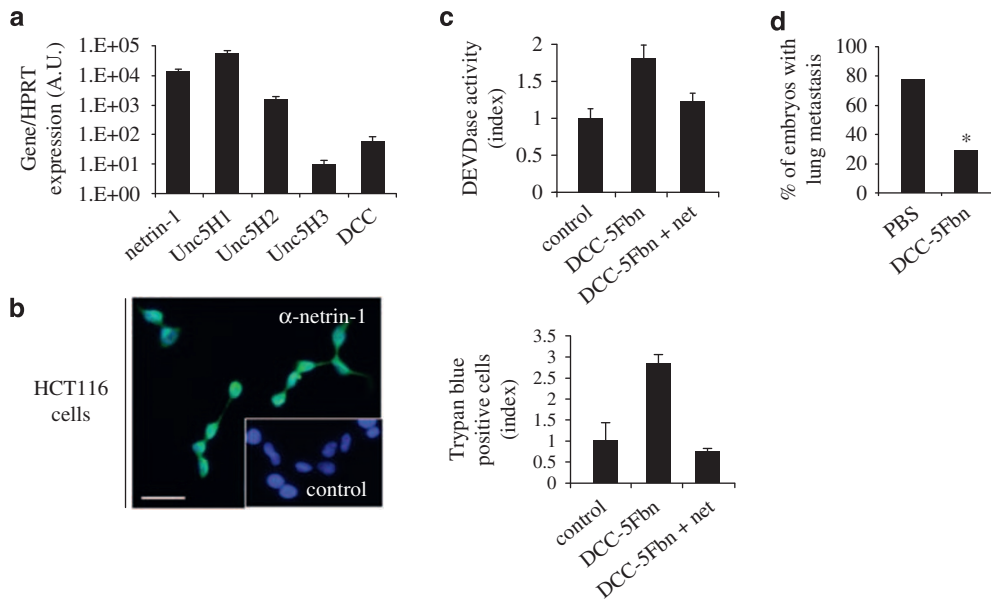 a
Gene/HPRT
expression (A.U.)
1.E+05
1.E+04
1.E+03
1.E+02
1.E+01
1.E+00
netrin-1
Unc5H1
Unc5H2
Unc5H3
DCC
b
HCT116
cells
α-netrin-1
control
c
DEVDase activity
(index)
2
1.5
1
0.5
0
control
DCC-5Fbn
DCC-5Fbn + net
Trypan blue
positive cells
(index)
3.5
3
2.5
2
1.5
1
0.5
0
control
DCC-5Fbn
DCC-5Fbn + net
d
% of embryos with
lung metastasis
100
80
60
40
20
0
*
PBS
DCC-5Fbn